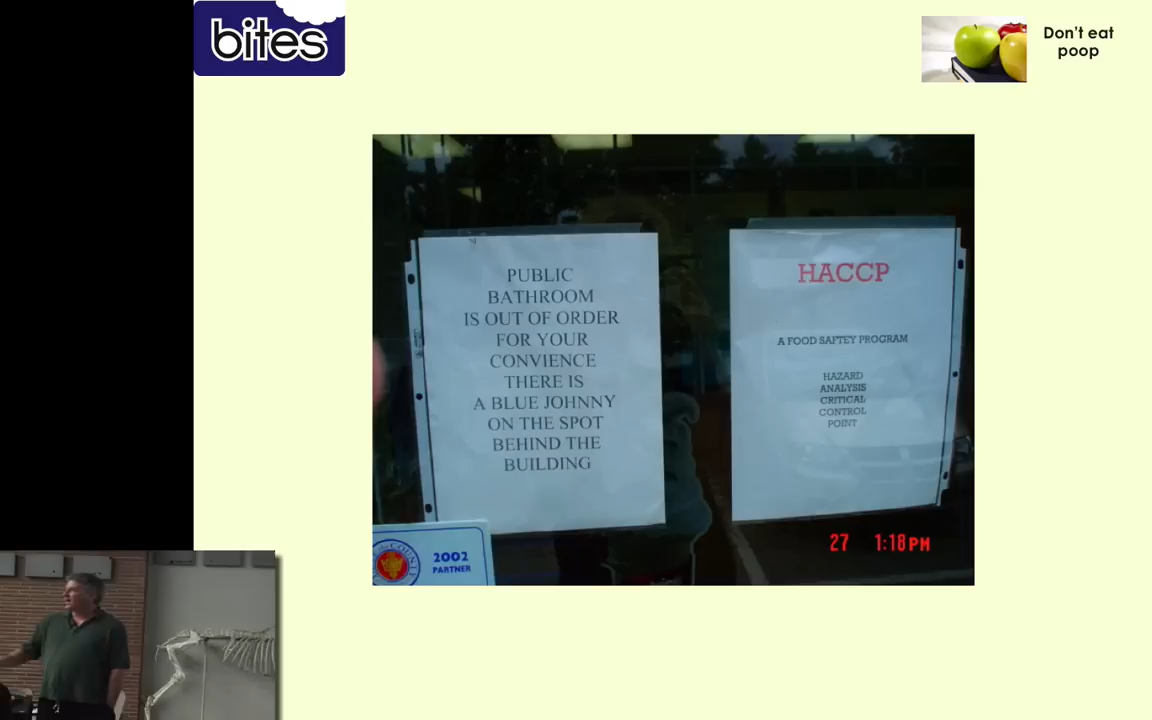 bites
Don't eat
poop
PUBLIC
BATHROOM
IS OUT OF ORDER
FOR YOUR
CONVIENCE
THERE IS
A BLUE JOHNNY
ON THE SPOT
BEHIND THE
BUILDING
HACCP
A FOOD SAFTEY PROGRAM
HAZARD
ANALYSIS
CRITICAL
CONTROL
POINT
2002
PARTNER
27 1:18PM